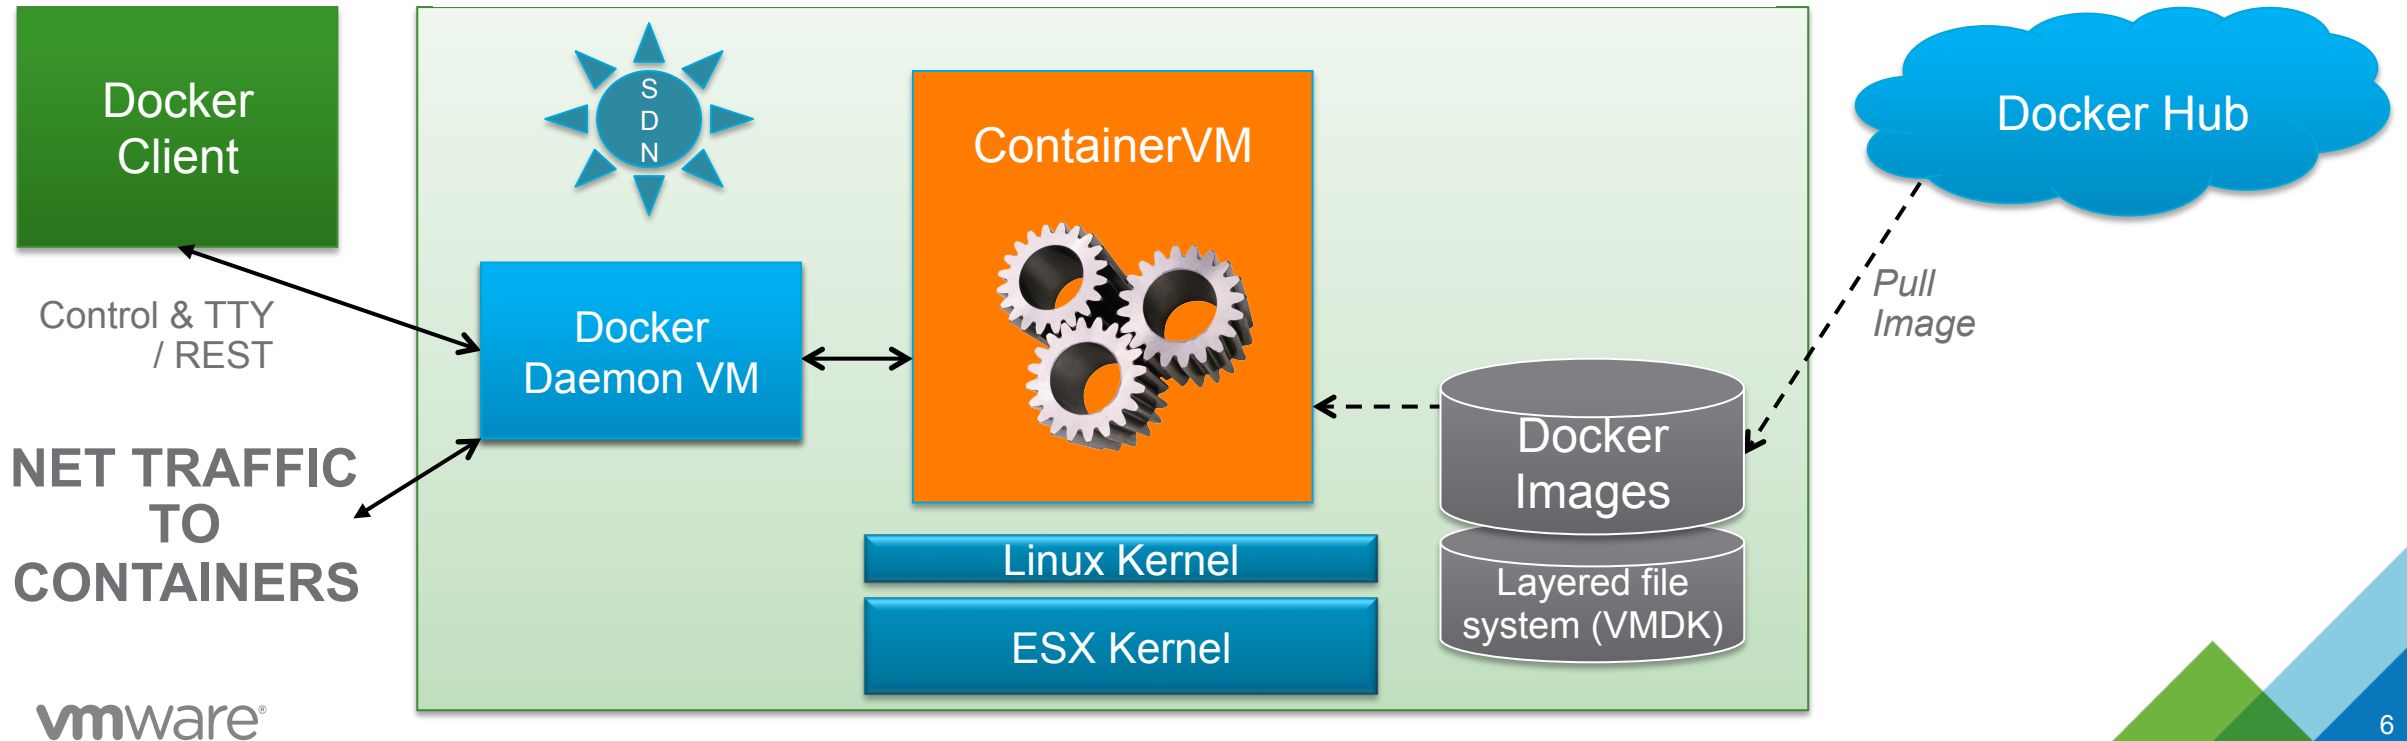 Docker
Client
S
D
N
ContainerVM
Docker Hub
Control & TTY
/ REST
Docker
Daemon VM
Pull
Image
NET TRAFFIC
TO
CONTAINERS
Docker
Images
Linux Kernel
Layered file
system (VMDK)
ESX Kernel
vmware®
6